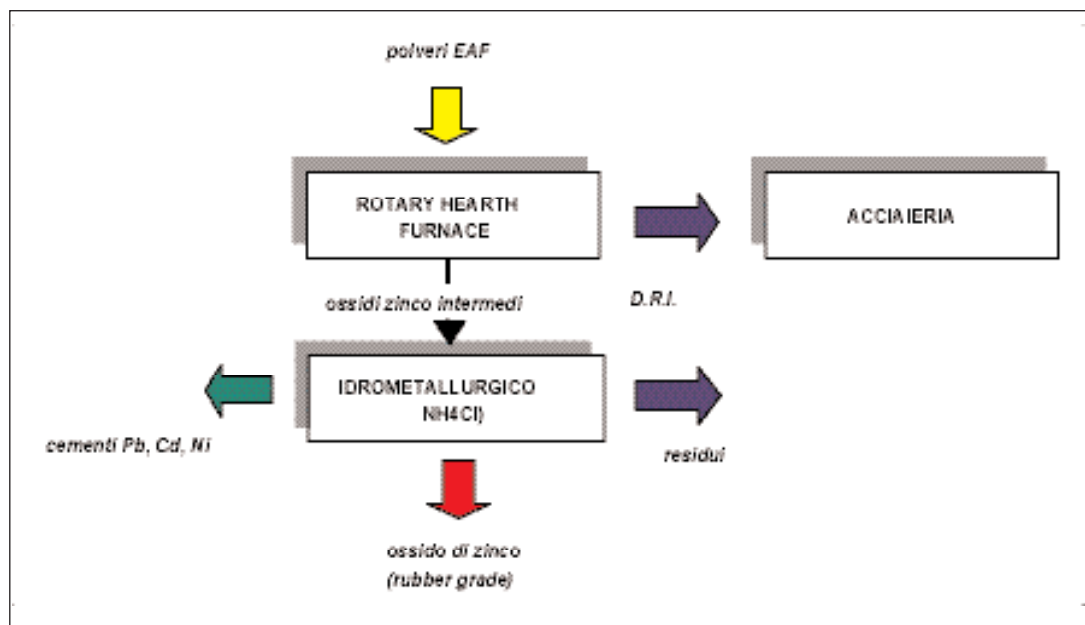 polveri EAF
ROTARY HEARTH
FURNACE
ACCIAIERIA
ossidi zinco intermedi
D.R.I.
IDROMETALLURGICO
NH4Cl)
cementi Pb, Cd, Ni
residui
ossido di zinco
(rubber grade)